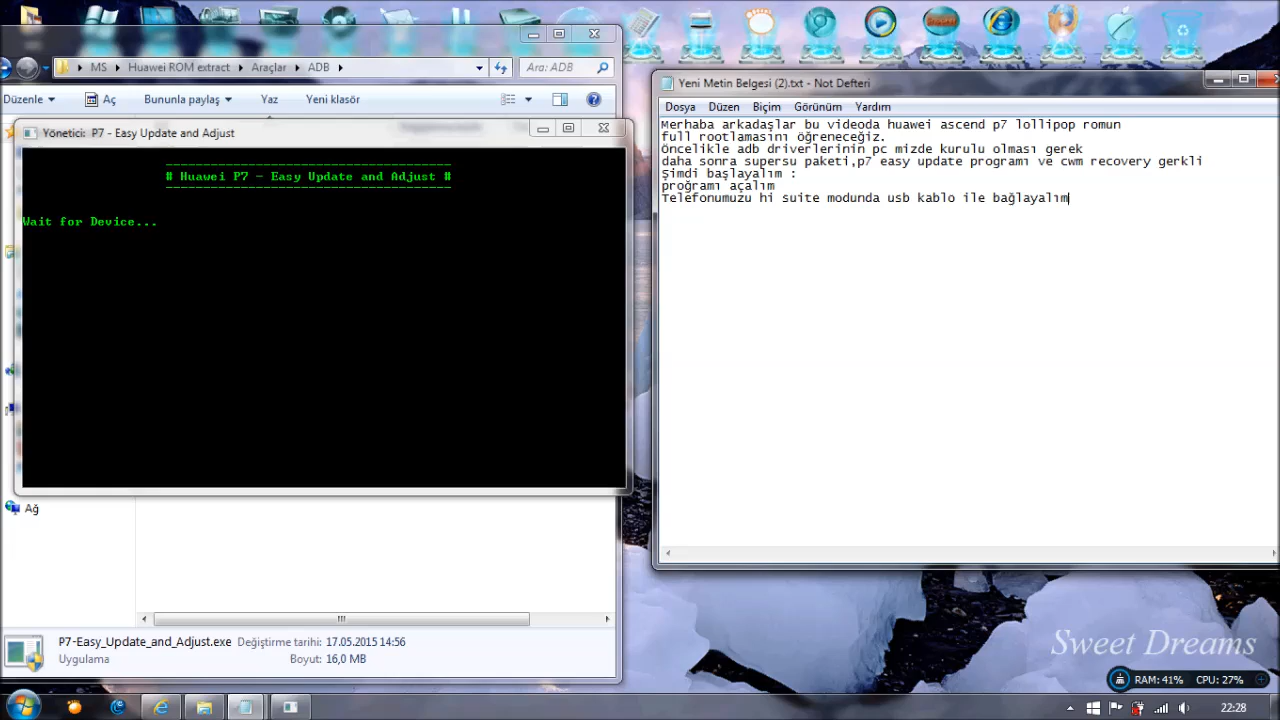 MS Huawei ROM extract Araçlar ADB Ara: ADB
Düzenle Aç Bununla paylaş Yaz Yeni klasör
Yönetici: P7 - Easy Update and Adjust
# Huawei P7 - Easy Update and Adjust #
Wait for Device...
Ağ
P7-Easy_Update_and_Adjust.exe Değiştirme tarihi: 17.05.2015 14:56
Uygulama Boyut: 16,0 MB
Yeni Metin Belgesi (2).txt - Not Defteri
Dosya Düzen Biçim Görünüm Yardım
Merhaba arkadaşlar bu videoda huawei ascend p7 lollipop romun
full rootlamasını öğreneceğiz.
Öncelikle adb driverlerinin pc mizde kurulu olması gerek
daha sonra supersu paketi,p7 easy update programı ve cwm recovery gerkli
Şimdi başlayalım :
proğramı açalım
Telefonumuzu hi suite modunda usb kablo ile bağlayalım
Sweet Dreams
RAM: 41% CPU: 27%
22:28